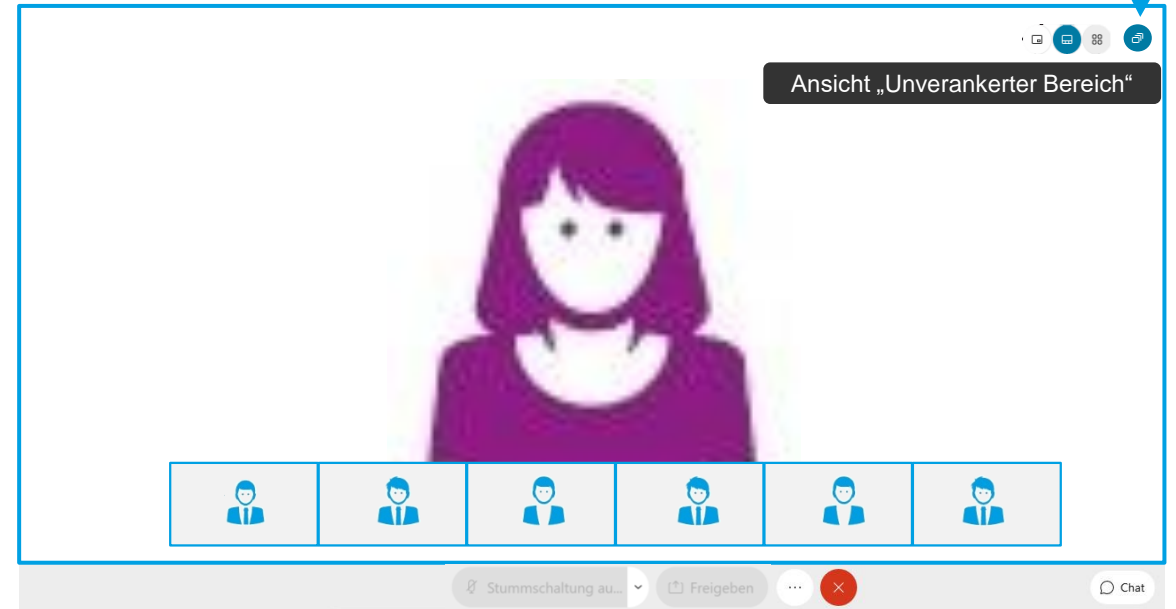 Ansicht „Unverankerter Bereich“
Stummschaltung au...
Freigeben
Chat